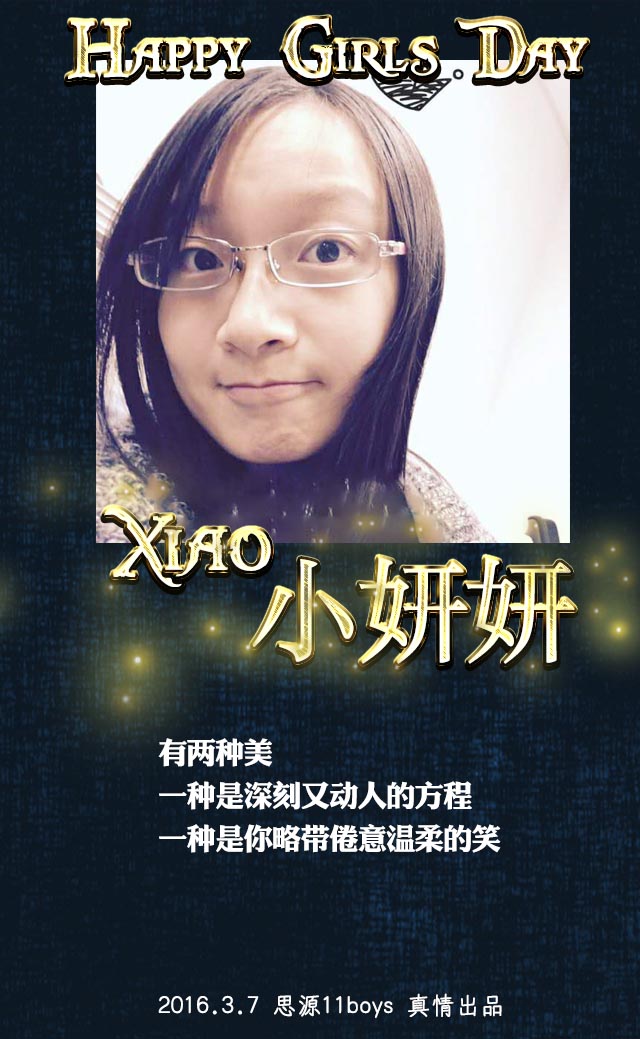 Happy Girls Day
Xiao
小妍妍
有两种美
一种是深刻又动人的方程
一种是你略带倦意温柔的笑
2016.3.7 思源11boys 真情出品